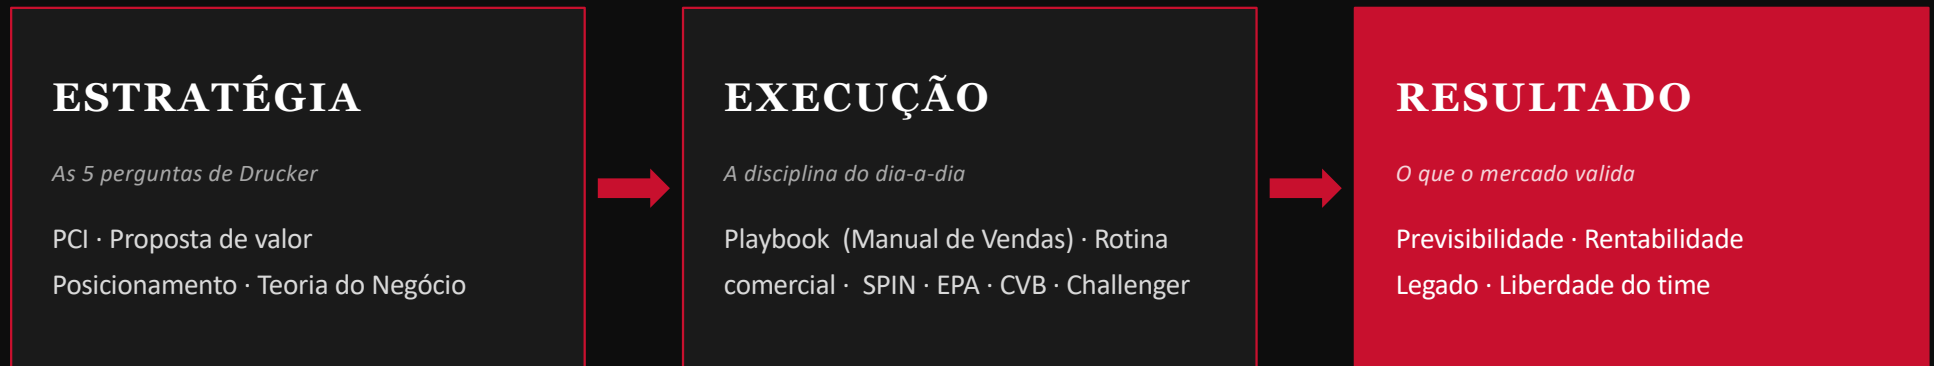 ESTRATÉGIA
As 5 perguntas de Drucker
PCI · Proposta de valor
Posicionamento · Teoria do Negócio
EXECUÇÃO
A disciplina do dia-a-dia
Playbook  (Manual de Vendas) · Rotina
comercial ·  SPIN · EPA · CVB · Challenger
RESULTADO
O que o mercado valida
Previsibilidade · Rentabilidade
Legado · Liberdade do time